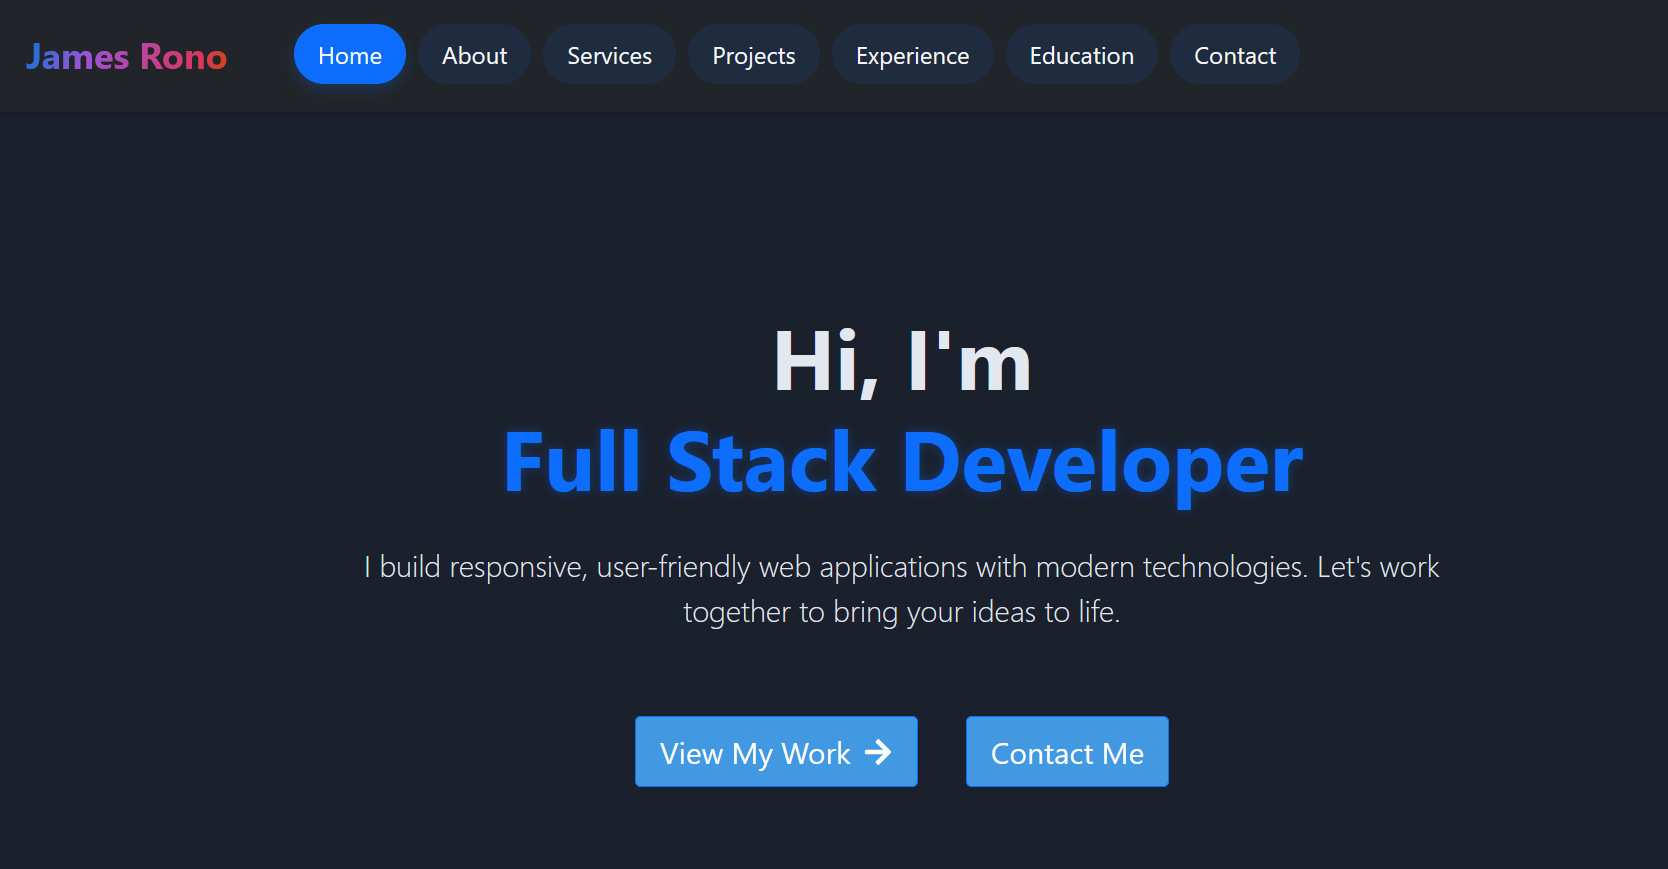 James Rono
Home About Services Projects Experience Education Contact
Hi, I'm
Full Stack Developer
I build responsive, user-friendly web applications with modern technologies. Let's work
together to bring your ideas to life.
View My Work
Contact Me